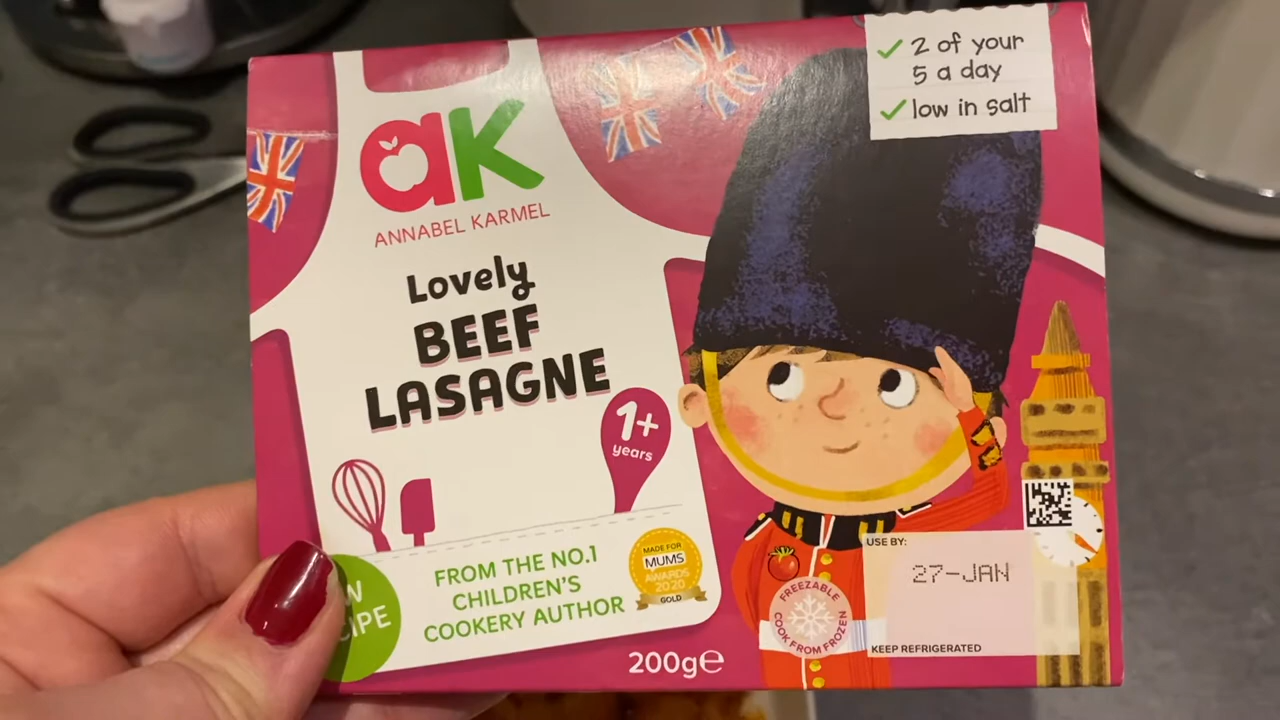 2 of your
5 a day
low in salt
ak
ANNABEL KARMEL
Lovely
BEEF
LASAGNE
1+
years
FROM THE NO.1
CHILDREN'S
COOKERY AUTHOR
MADE FOR
MUMS
AWARDS
2020
GOLD
200g℮
FREEZABLE
COOK FROM FROZEN
USE BY:
27-JAN
KEEP REFRIGERATED